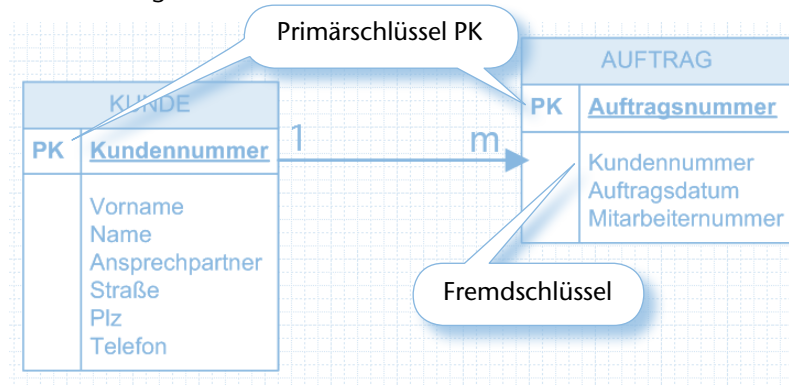 Primärschlüssel PK
KUNDE
PK Kundennummer
Vorname
Name
Ansprechpartner
Straße
Plz
Telefon
1 m
AUFTRAG
PK Auftragsnummer
Kundennummer
Auftragsdatum
Mitarbeiternummer
Fremdschlüssel